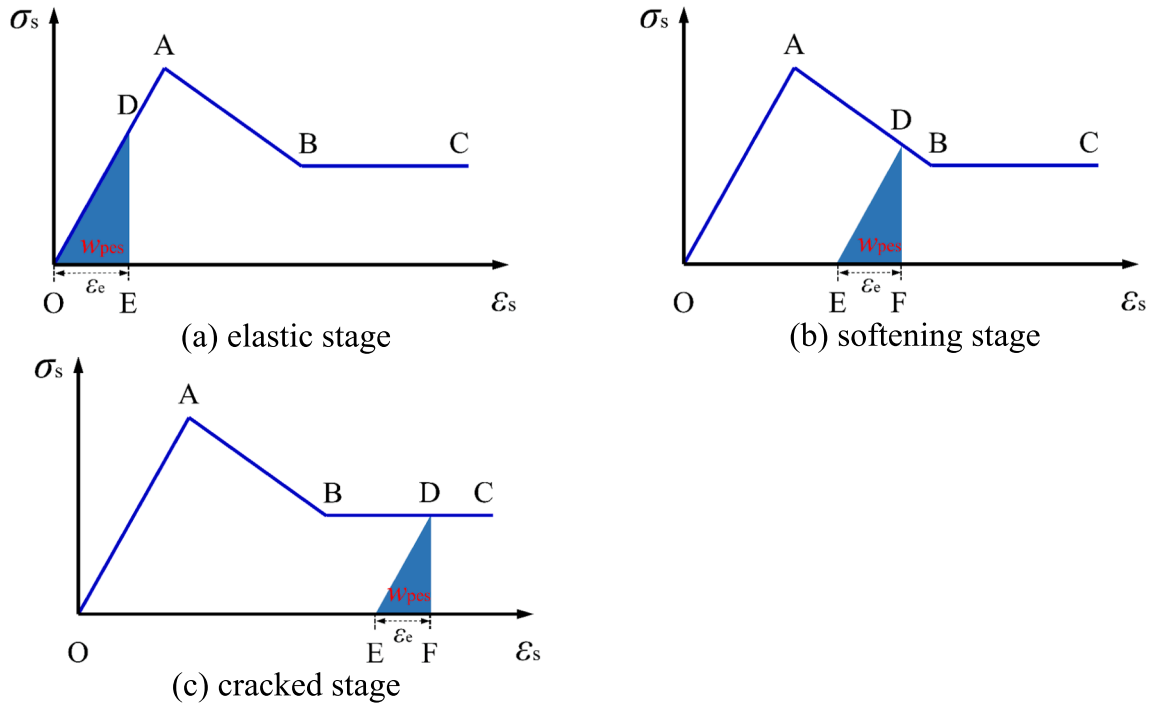 σs
A
D
B
C
wpes
εe
O
E
εs
(a) elastic stage
σs
A
D
B
C
wpes
εe
O
E
F
εs
(b) softening stage
σs
A
B
D
C
wpes
εe
O
E
F
εs
(c) cracked stage